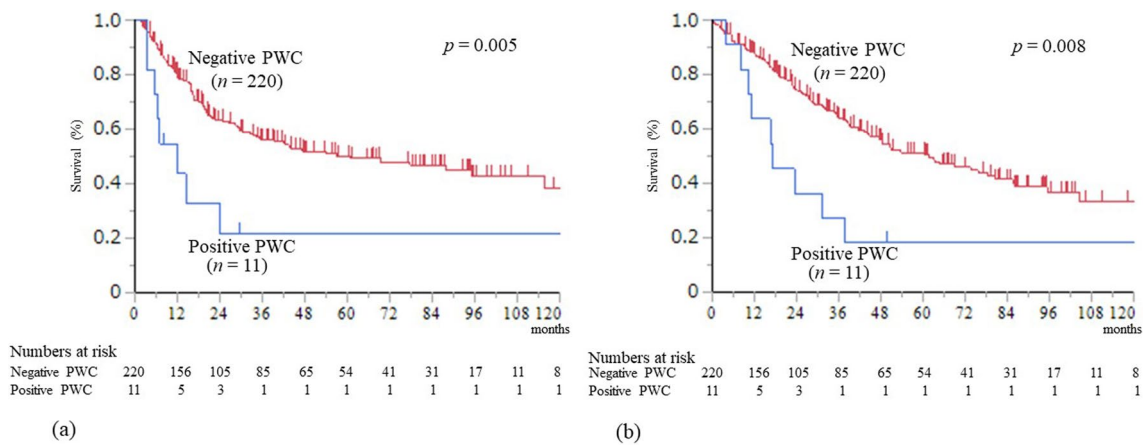 1.0
0.8
0.6
0.4
0.2
0
Survival (%)
Negative PWC
(n = 220)
p = 0.005
Positive PWC
(n = 11)
0 12 24 36 48 60 72 84 96 108 120
months
Numbers at risk
Negative PWC 220 156 105 85 65 54 41 31 17 11 8
Positive PWC 11 5 3 1 1 1 1 1 1 1 1
(a)
1.0
0.8
0.6
0.4
0.2
0
Survival (%)
Negative PWC
(n = 220)
p = 0.008
Positive PWC
(n = 11)
0 12 24 36 48 60 72 84 96 108 120
months
Numbers at risk
Negative PWC 220 156 105 85 65 54 41 31 17 11 8
Positive PWC 11 5 3 1 1 1 1 1 1 1 1
(b)